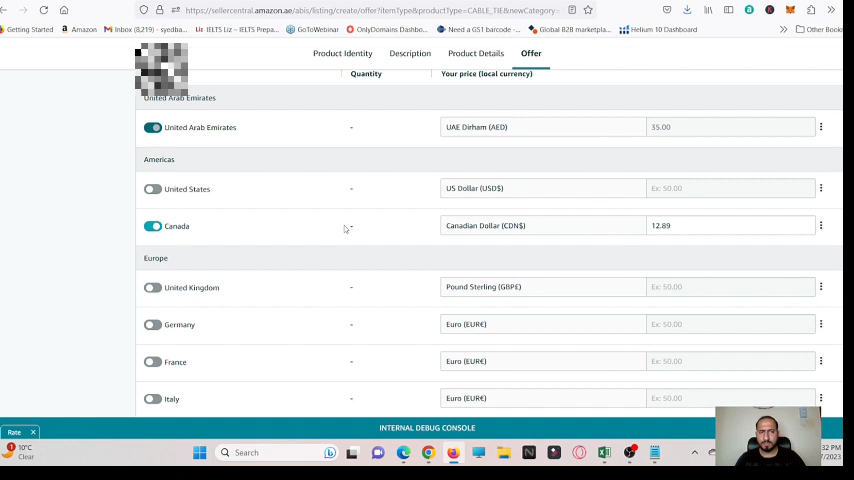 https://sellercentral.amazon.ae/abis/listing/create/offer?itemType&productType=CABLE_TIE&newCategory=
Getting Started Amazon Inbox (8,219) - syedba... IELTS Liz – IELTS Prepa... GoToWebinar OnlyDomains Dashbo... Need a GS1 barcode -... Global B2B marketpla... Helium 10 Dashboard Other Book
Product Identity Description Product Details Offer
Quantity Your price (local currency)
United Arab Emirates
United Arab Emirates - UAE Dirham (AED) 35.00
Americas
United States - US Dollar (USD$) Ex: 50.00
Canada - Canadian Dollar (CDN$) 12.89
Europe
United Kingdom - Pound Sterling (GBP£) Ex: 50.00
Germany - Euro (EUR€) Ex: 50.00
France - Euro (EUR€) Ex: 50.00
Italy - Euro (EUR€) Ex: 50.00
INTERNAL DEBUG CONSOLE
Rate ×
1
10°C
Clear
Search
:32 PM
/2023